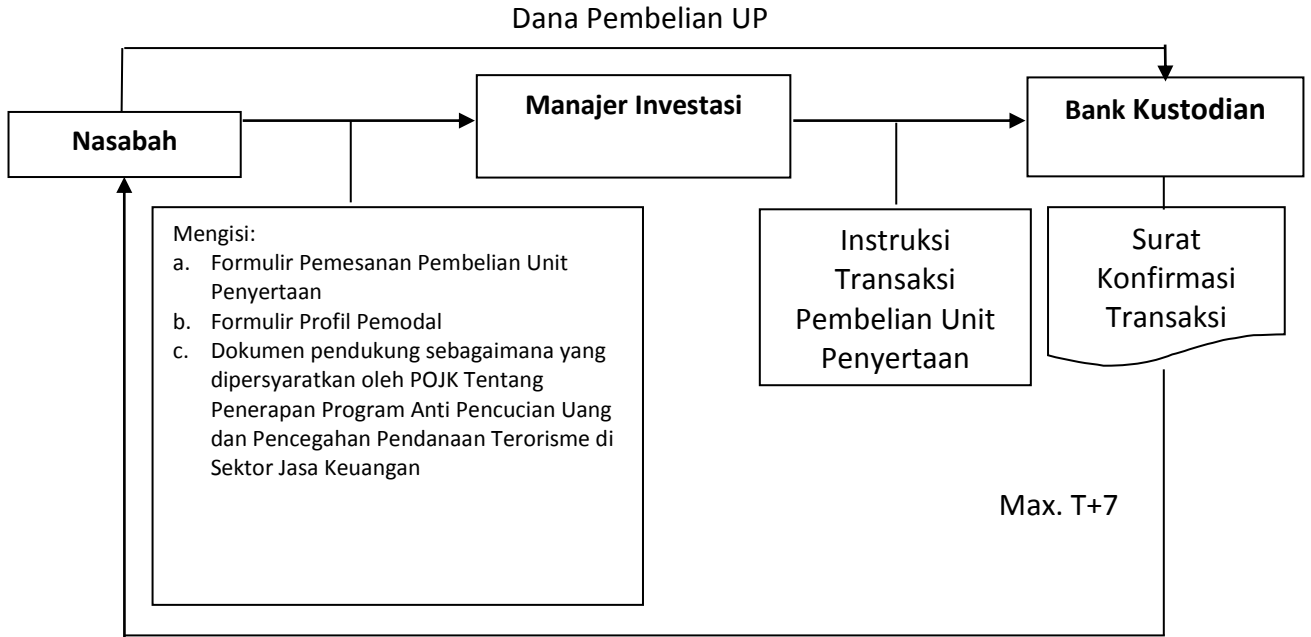 Dana Pembelian UP
Nasabah
Manajer Investasi
Bank Kustodian
Mengisi:
a. Formulir Pemesanan Pembelian Unit
Penyertaan
b. Formulir Profil Pemodal
c. Dokumen pendukung sebagaimana yang
dipersyaratkan oleh POJK Tentang
Penerapan Program Anti Pencucian Uang
dan Pencegahan Pendanaan Terorisme di
Sektor Jasa Keuangan
Instruksi
Transaksi
Pembelian Unit
Penyertaan
Surat
Konfirmasi
Transaksi
Max. T+7